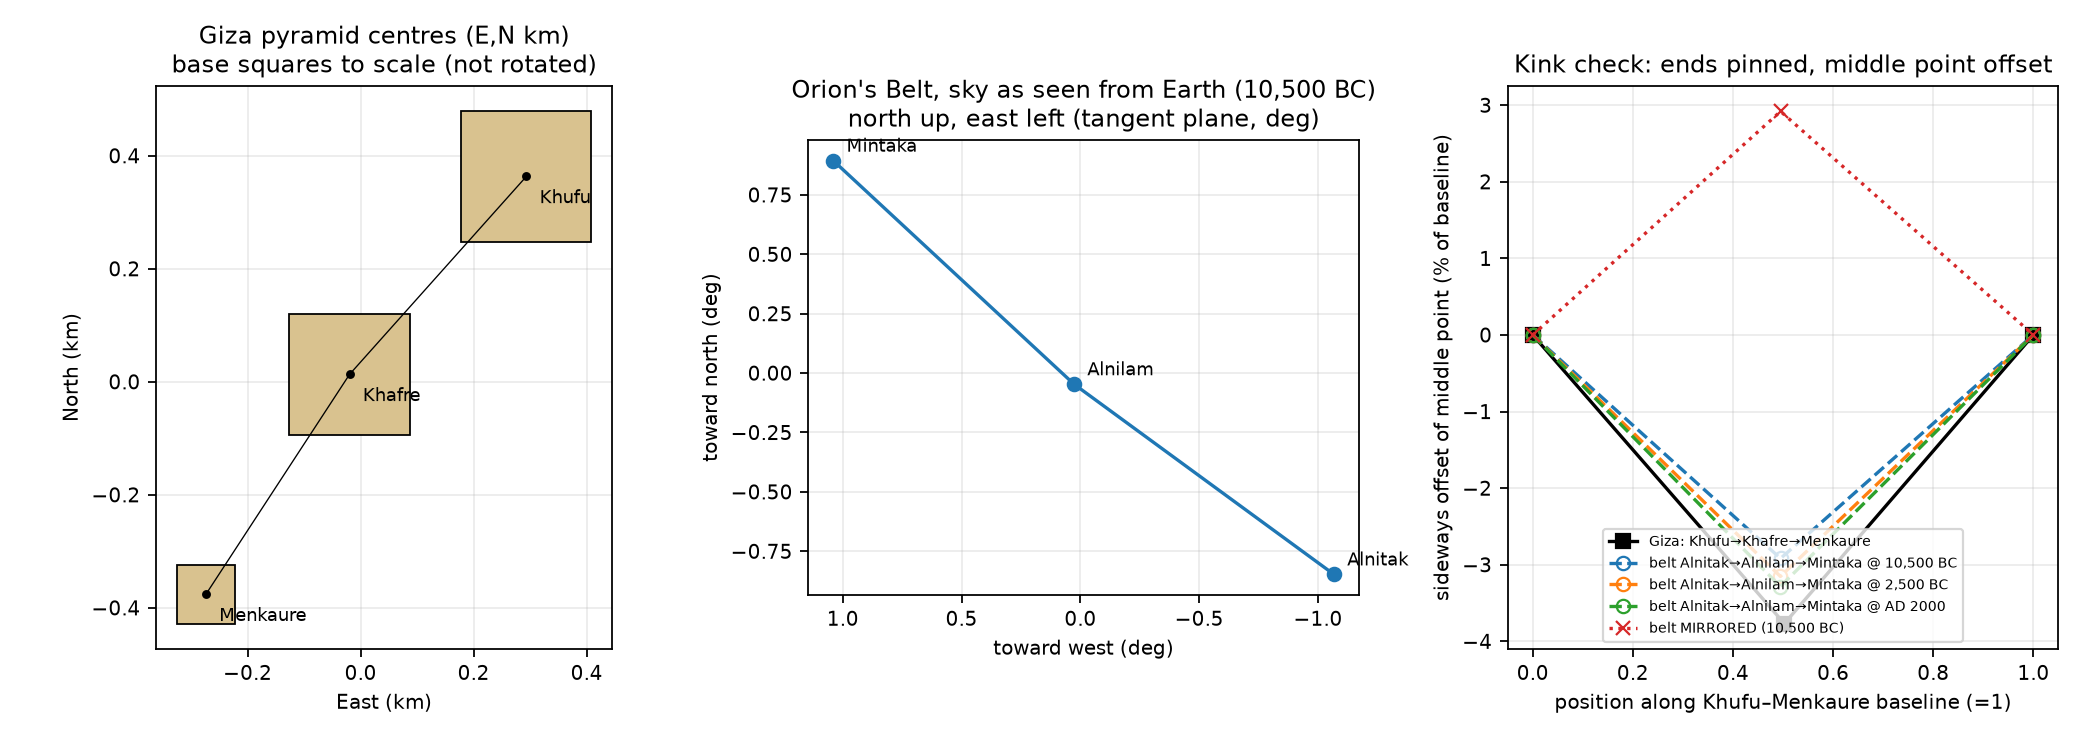 Giza pyramid centres (E,N km)
base squares to scale (not rotated)
North (km)
0.4
0.2
0.0
−0.2
−0.4
Khufu
Khafre
Menkaure
−0.2
0.0
0.2
0.4
East (km)
Orion's Belt, sky as seen from Earth (10,500 BC)
north up, east left (tangent plane, deg)
toward north (deg)
0.75
0.50
0.25
0.00
−0.25
−0.50
−0.75
Mintaka
Alnilam
Alnitak
1.0
0.5
0.0
−0.5
−1.0
toward west (deg)
Kink check: ends pinned, middle point offset
sideways offset of middle point (% of baseline)
3
2
1
0
−1
−2
−3
−4
Giza: Khufu→Khafre→Menkaure
belt Alnitak→Alnilam→Mintaka @ 10,500 BC
belt Alnitak→Alnilam→Mintaka @ 2,500 BC
belt Alnitak→Alnilam→Mintaka @ AD 2000
belt MIRRORED (10,500 BC)
0.0
0.2
0.4
0.6
0.8
1.0
position along Khufu–Menkaure baseline (=1)